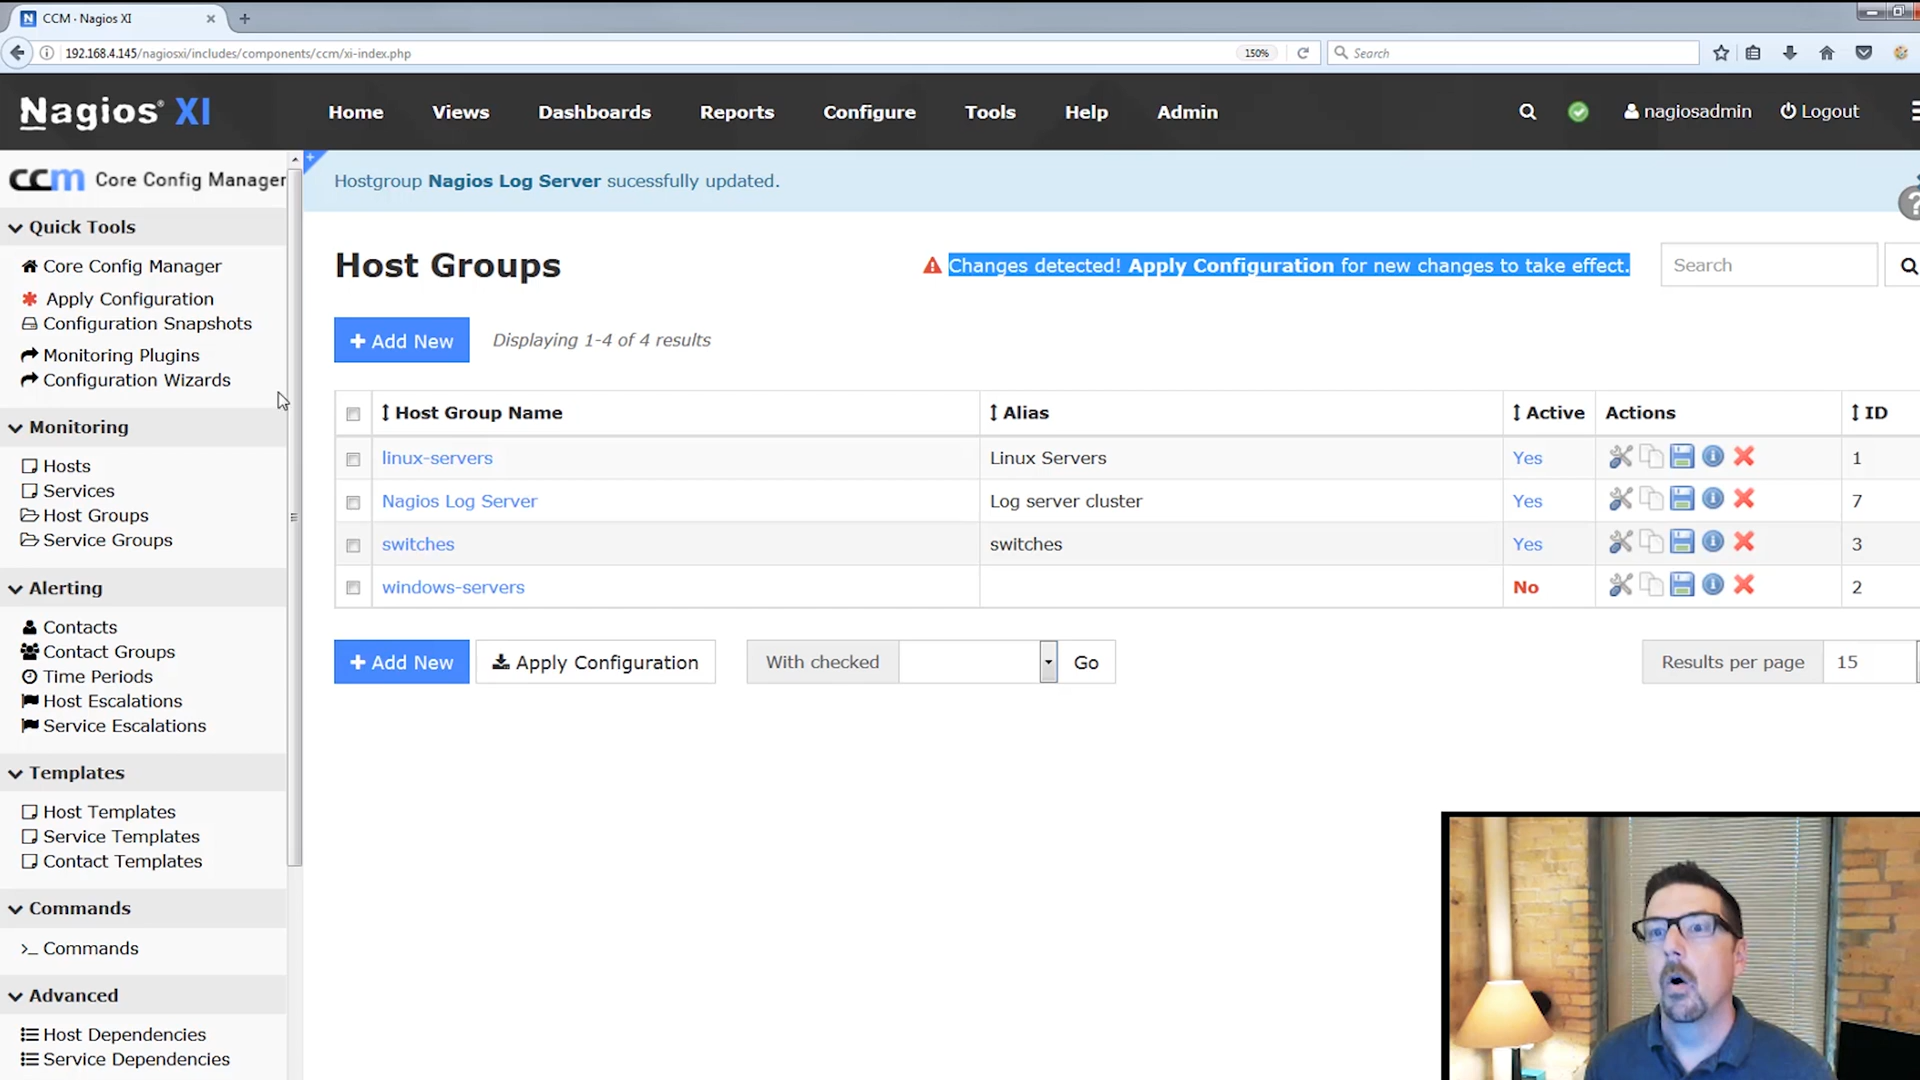 CCM - Nagios XI
192.168.4.145/nagiosxi/includes/components/ccm/xi-index.php
150%
Search
Nagios® XI
Home
Views
Dashboards
Reports
Configure
Tools
Help
Admin
nagiosadmin
Logout
ccm Core Config Manager
Quick Tools
Core Config Manager
Apply Configuration
Configuration Snapshots
Monitoring Plugins
Configuration Wizards
Monitoring
Hosts
Services
Host Groups
Service Groups
Alerting
Contacts
Contact Groups
Time Periods
Host Escalations
Service Escalations
Templates
Host Templates
Service Templates
Contact Templates
Commands
>_ Commands
Advanced
Host Dependencies
Service Dependencies
Hostgroup Nagios Log Server sucessfully updated.
Host Groups
Changes detected! Apply Configuration for new changes to take effect.
Search
+ Add New
Displaying 1-4 of 4 results
Host Group Name Alias Active Actions ID
linux-servers Linux Servers Yes 1
Nagios Log Server Log server cluster Yes 7
switches switches Yes 3
windows-servers No 2
+ Add New
Apply Configuration
With checked
Go
Results per page 15